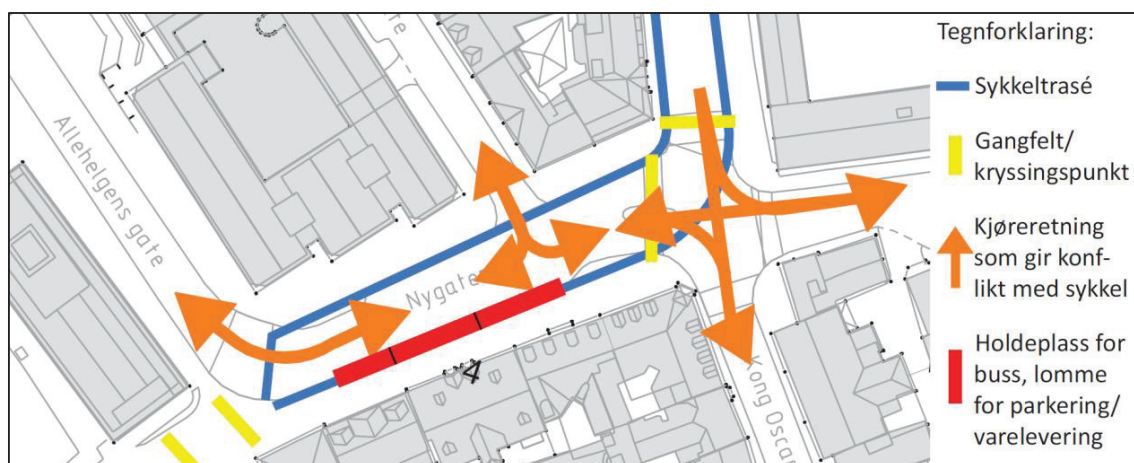 Tegnforklaring:
Sykkeltrasé
Gangfelt/
kryssingspunkt
Kjøreretning
som gir konf-
likt med sykkel
Holdeplass for
buss, lomme
for parkering/
varelevering
Allehelgens gate
te
Nygaten
4
Kong Oscar